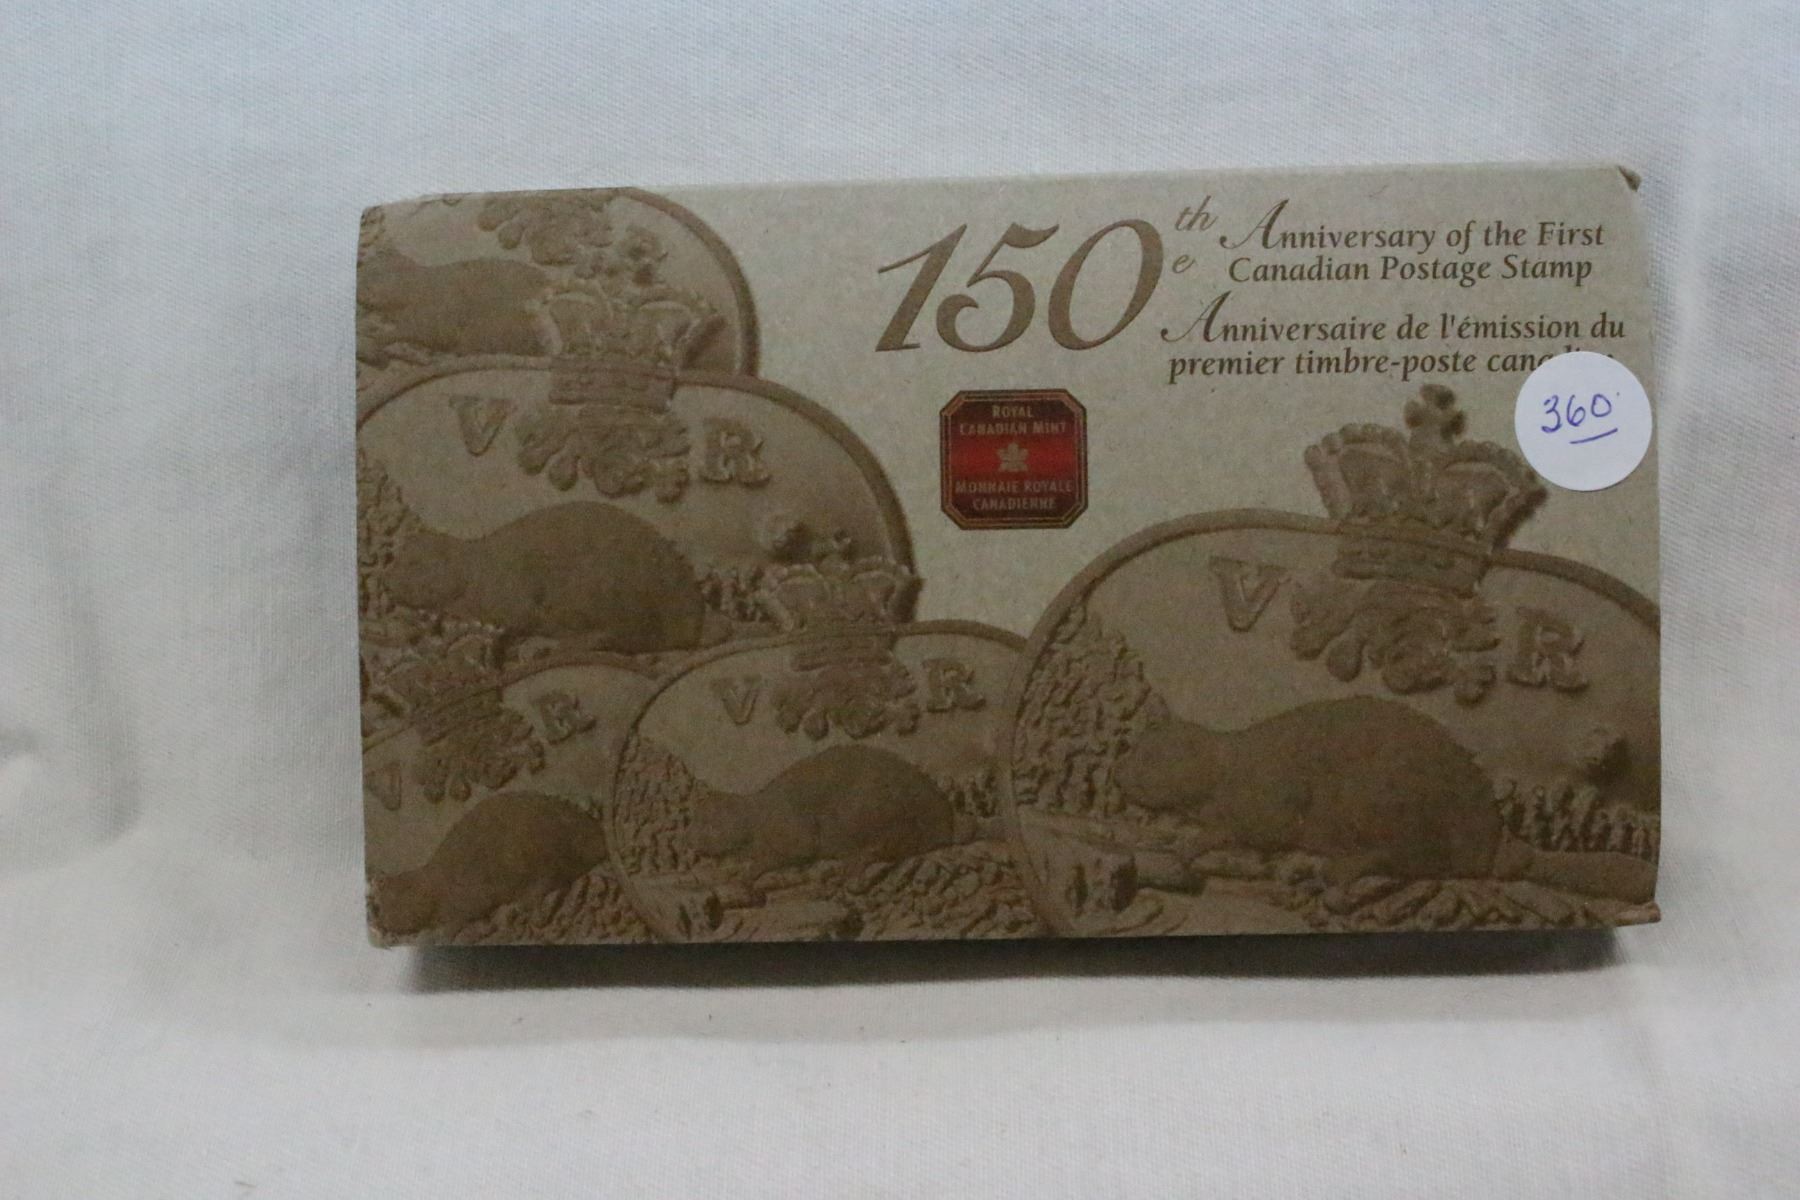 150th Anniversary of the First
e Canadian Postage Stamp
Anniversaire de l'émission du
premier timbre-poste
360
ROYAL
CANADIAN MINT
MONNAIE ROYALE
CANADIENNE
V R
V R
V R
V R